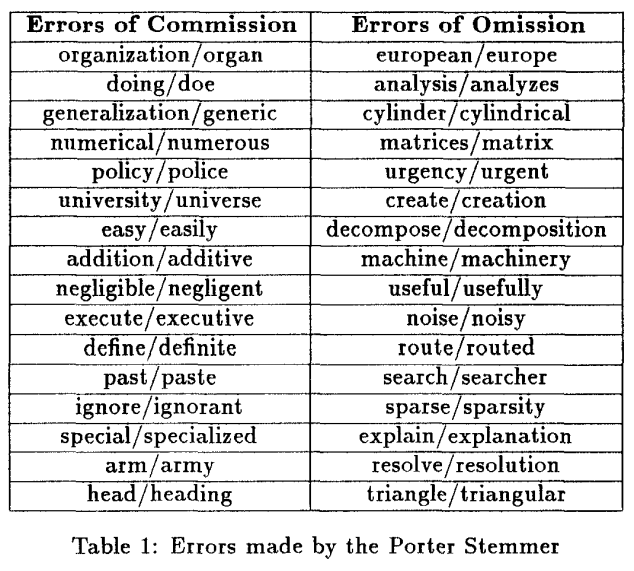 Errors of Commission Errors of Omission
organization/organ european/europe
doing/doe analysis/analyzes
generalization/generic cylinder/cylindrical
numerical/numerous matrices/matrix
policy/police urgency/urgent
university/universe create/creation
easy/easily decompose/decomposition
addition/additive machine/machinery
negligible/negligent useful/usefully
execute/executive noise/noisy
define/definite route/routed
past/paste search/searcher
ignore/ignorant sparse/sparsity
special/specialized explain/explanation
arm/army resolve/resolution
head/heading triangle/triangular
Table 1: Errors made by the Porter Stemmer